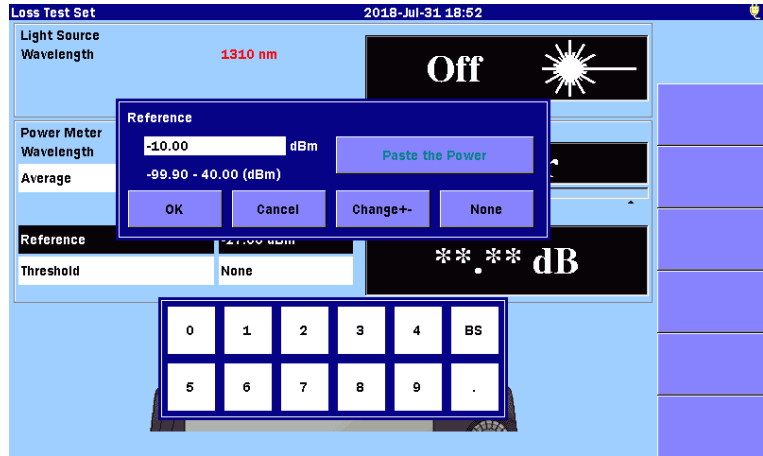 Loss Test Set 2018-Jul-31 18:52
Light Source
Wavelength 1310 nm
Off
Reference
-10.00 dBm
Paste the Power
-99.90 - 40.00 (dBm)
OK Cancel Change+- None
Power Meter
Wavelength
Average
Reference
Threshold None
**.** dB
0 1 2 3 4 BS
5 6 7 8 9 .